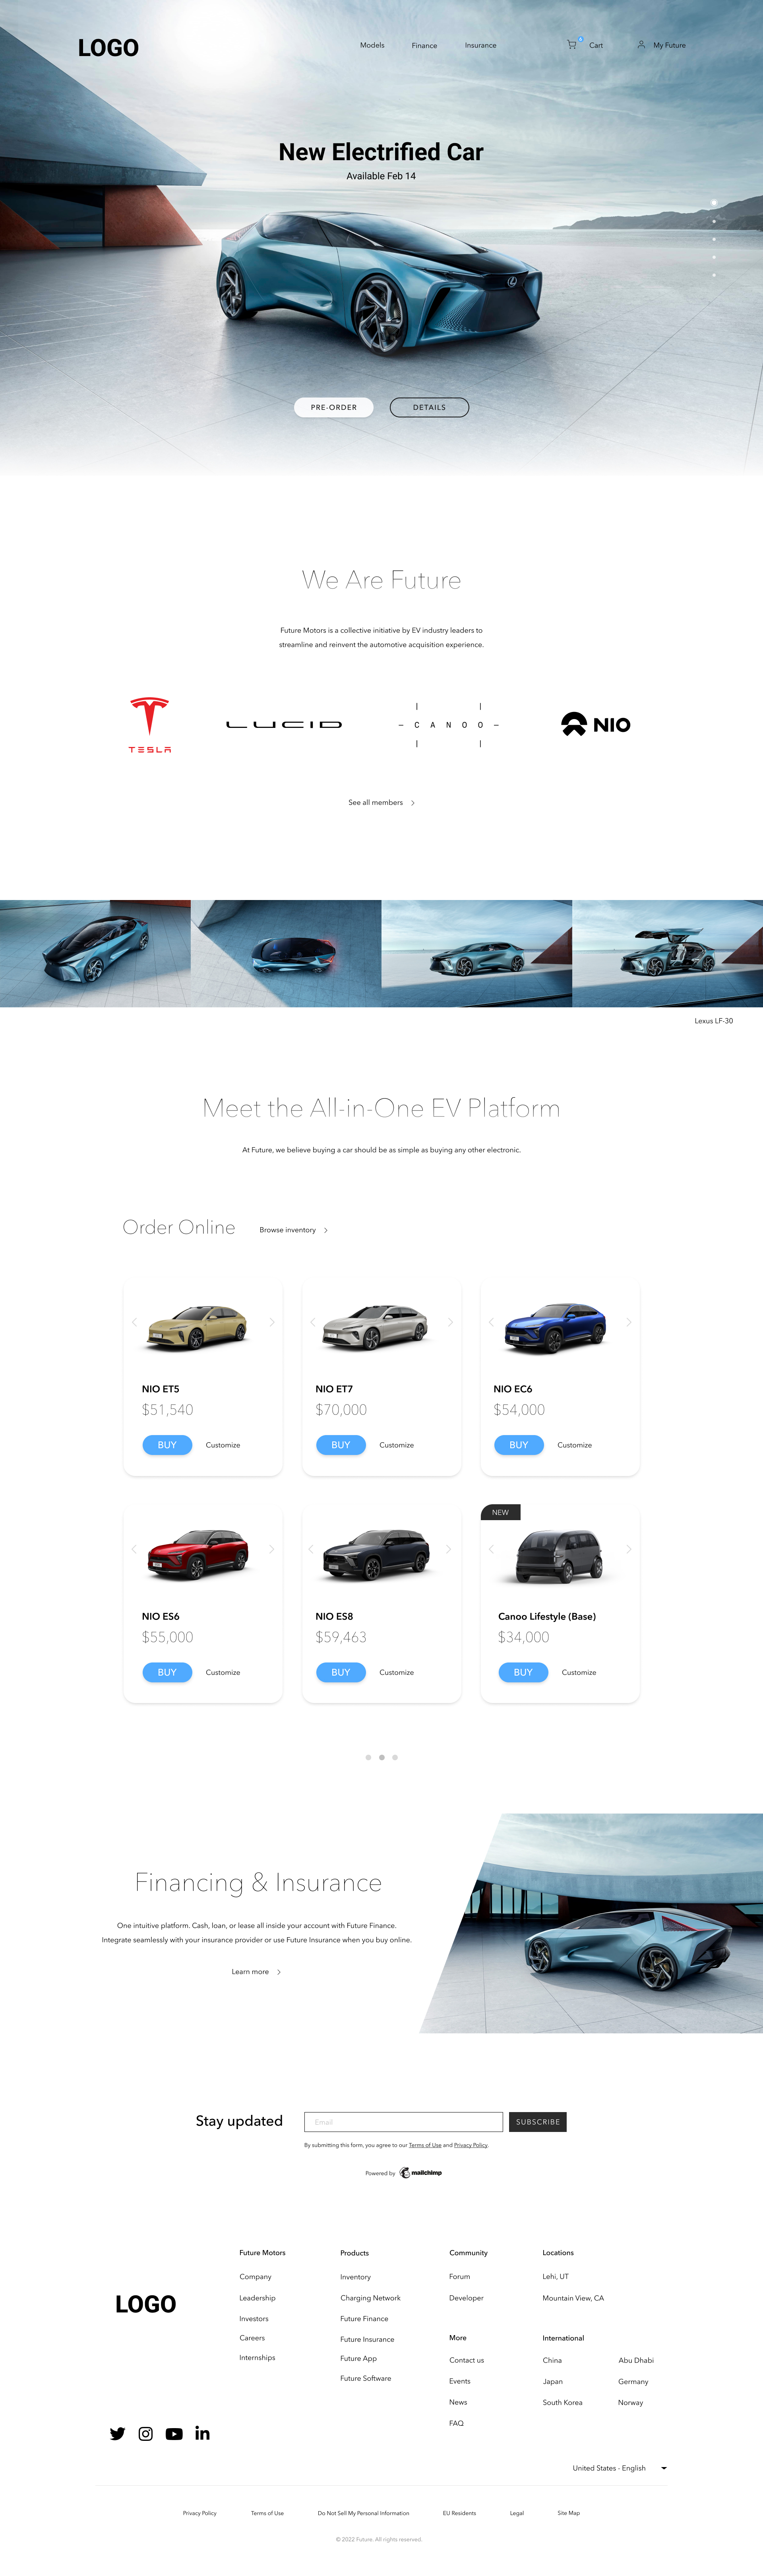 LOGO
Models
Finance
Insurance
Cart
My Future
New Electrified Car
Available Feb 14
PRE-ORDER
DETAILS
We Are Future
Future Motors is a collective initiative by EV industry leaders to
streamline and reinvent the automotive acquisition experience.
TESLA
LUCID
CANOO
NIO
See all members
Lexus LF-30
Meet the All-in-One EV Platform
At Future, we believe buying a car should be as simple as buying any other electronic.
Order Online
Browse inventory
NIO ET5
$51,540
BUY
Customize
NIO ET7
$70,000
BUY
Customize
NIO EC6
$54,000
BUY
Customize
NIO ES6
$55,000
BUY
Customize
NIO ES8
$59,463
BUY
Customize
NEW
Canoo Lifestyle (Base)
$34,000
BUY
Customize
Financing & Insurance
One intuitive platform. Cash, loan, or lease all inside your account with Future Finance.
Integrate seamlessly with your insurance provider or use Future Insurance when you buy online.
Learn more
Stay updated
Email
SUBSCRIBE
By submitting this form, you agree to our Terms of Use and Privacy Policy.
Powered by mailchimp
LOGO
Future Motors
Company
Leadership
Investors
Careers
Internships
Products
Inventory
Charging Network
Future Finance
Future Insurance
Future App
Future Software
Community
Forum
Developer
More
Contact us
Events
News
FAQ
Locations
Lehi, UT
Mountain View, CA
International
China
Abu Dhabi
Japan
Germany
South Korea
Norway
United States - English
Privacy Policy
Terms of Use
Do Not Sell My Personal Information
EU Residents
Legal
Site Map
© 2022 Future. All rights reserved.